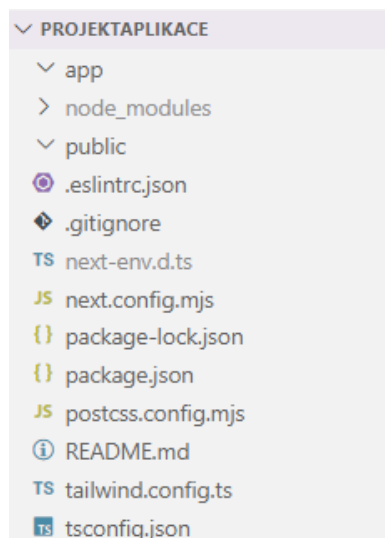 PROJEKTAPLIKACE
app
node_modules
public
.eslintrc.json
.gitignore
TS next-env.d.ts
JS next.config.mjs
{} package-lock.json
{} package.json
JS postcss.config.mjs
README.md
TS tailwind.config.ts
TS tsconfig.json